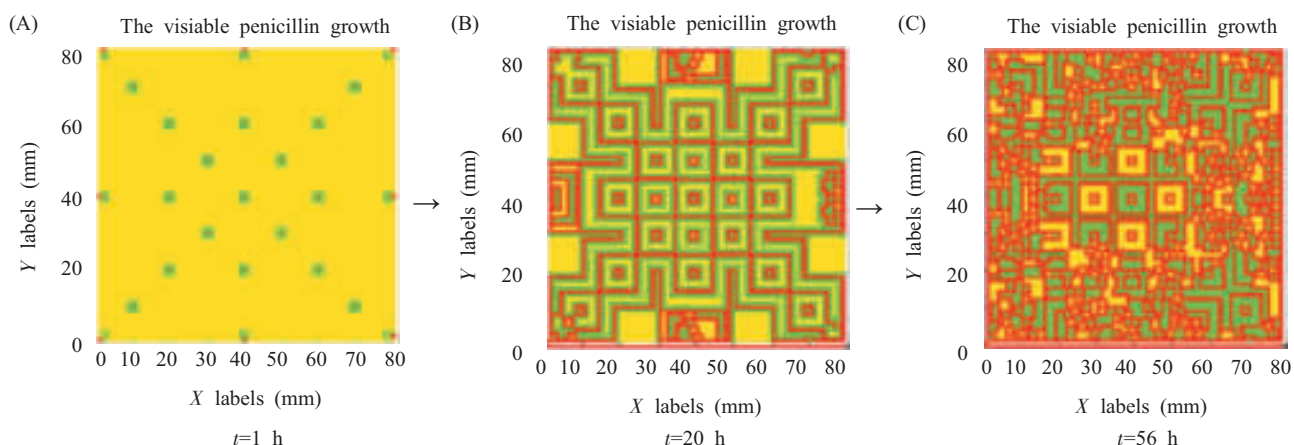 (A)
The visiable penicillin growth
80
60
40
20
0
Y labels (mm)
0 10 20 30 40 50 60 70 80
X labels (mm)
t=1 h
→
(B)
The visiable penicillin growth
80
60
40
20
0
Y labels (mm)
0 10 20 30 40 50 60 70 80
X labels (mm)
t=20 h
→
(C)
The visiable penicillin growth
80
60
40
20
0
Y labels (mm)
0 10 20 30 40 50 60 70 80
X labels (mm)
t=56 h